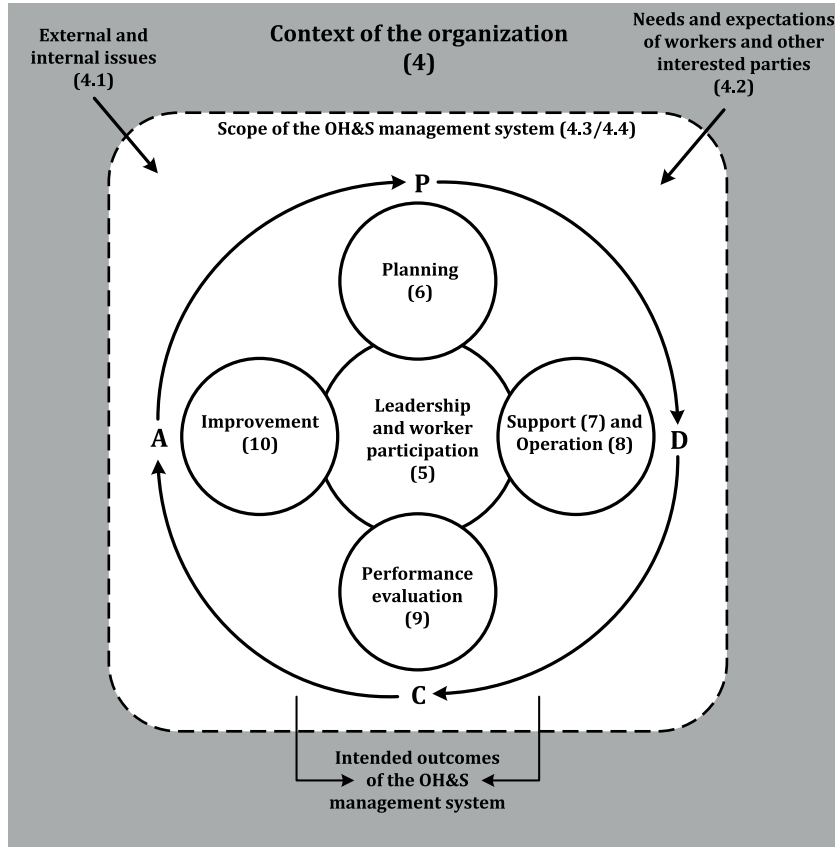 External and
internal issues
(4.1)
Context of the organization
(4)
Needs and expectations
of workers and other
interested parties
(4.2)
Scope of the OH&S management system (4.3/4.4)
P
Planning
(6)
A
Improvement
(10)
Leadership
and worker
participation
(5)
Support (7) and
Operation (8)
D
Performance
evaluation
(9)
C
Intended outcomes
of the OH&S
management system